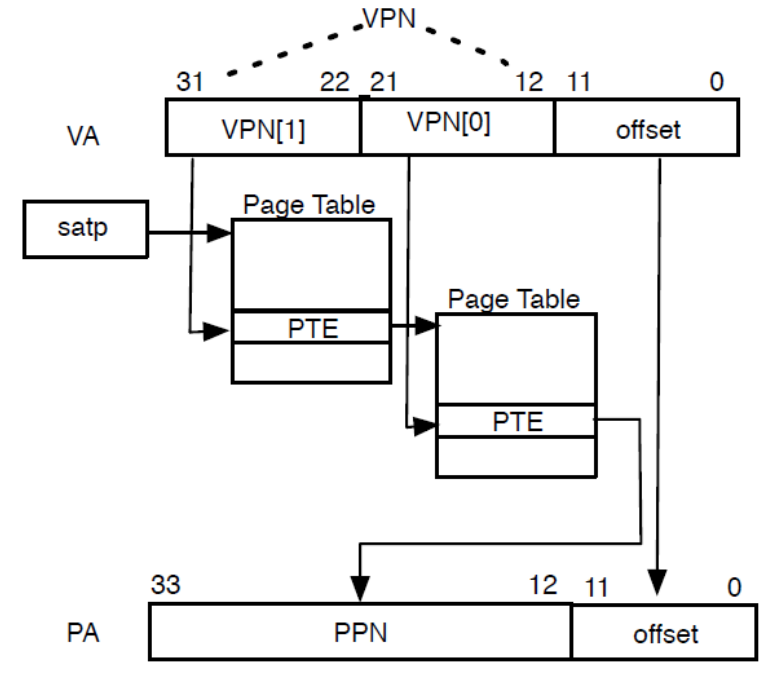 VPN
31 22 21 12 11 0
VA VPN[1] VPN[0] offset
satp
Page Table
PTE
Page Table
PTE
33 12 11 0
PA PPN offset